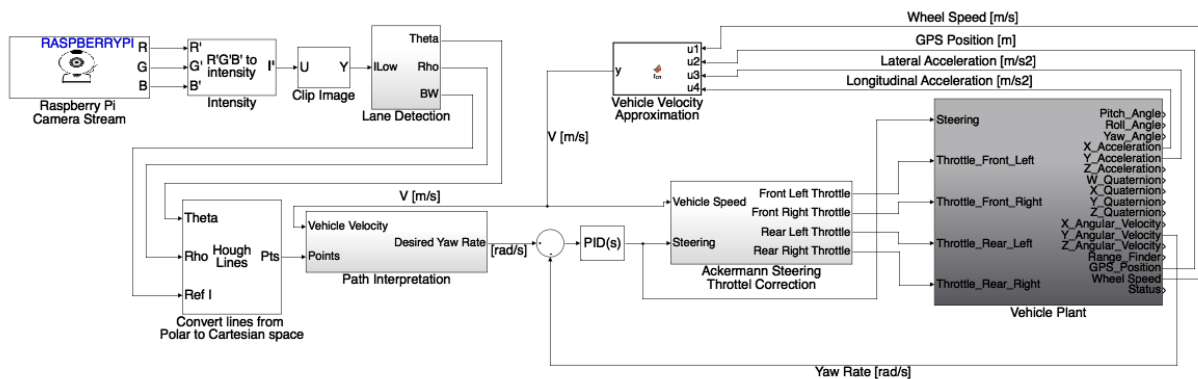 RASPBERRYPI
R
G
B
Raspberry Pi
Camera Stream
R'
G'
B'
R'G'B' to
intensity
I'
Intensity
U
Y
Clip Image
ILow
Theta
Rho
BW
Lane Detection
y
fcn
u1
u2
u3
u4
Vehicle Velocity
Approximation
Wheel Speed [m/s]
GPS Position [m]
Lateral Acceleration [m/s2]
Longitudinal Acceleration [m/s2]
V [m/s]
V [m/s]
Theta
Rho
Ref I
Hough
Lines
Pts
Convert lines from
Polar to Cartesian space
Vehicle Velocity
Points
Desired Yaw Rate
Path Interpretation
[rad/s]
PID(s)
Vehicle Speed
Steering
Front Left Throttle
Front Right Throttle
Rear Left Throttle
Rear Right Throttle
Ackermann Steering
Throttel Correction
Steering
Throttle_Front_Left
Throttle_Front_Right
Throttle_Rear_Left
Throttle_Rear_Right
Pitch_Angle
Roll_Angle
Yaw_Angle
X_Acceleration
Y_Acceleration
Z_Acceleration
W_Quaternion
X_Quaternion
Y_Quaternion
Z_Quaternion
X_Angular_Velocity
Y_Angular_Velocity
Z_Angular_Velocity
Range_Finder
GPS_Position
Wheel Speed
Status
Vehicle Plant
Yaw Rate [rad/s]